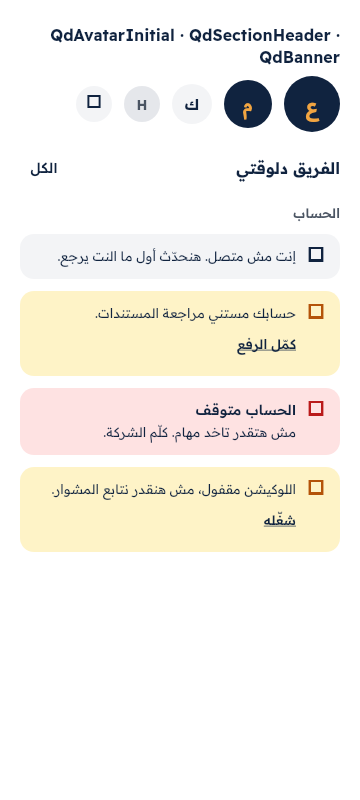 QdAvatarInitial · QdSectionHeader ·
QdBanner
ع م ك H
الفريق دلوقتي الكل
الحساب
إنت مش متصل. هنحدّث أول ما النت يرجع.
حسابك مستني مراجعة المستندات.
كمّل الرفع
الحساب متوقف
مش هتقدر تاخد مهام. كلّم الشركة.
اللوكيشن مقفول، مش هنقدر نتابع المشوار.
شغّله